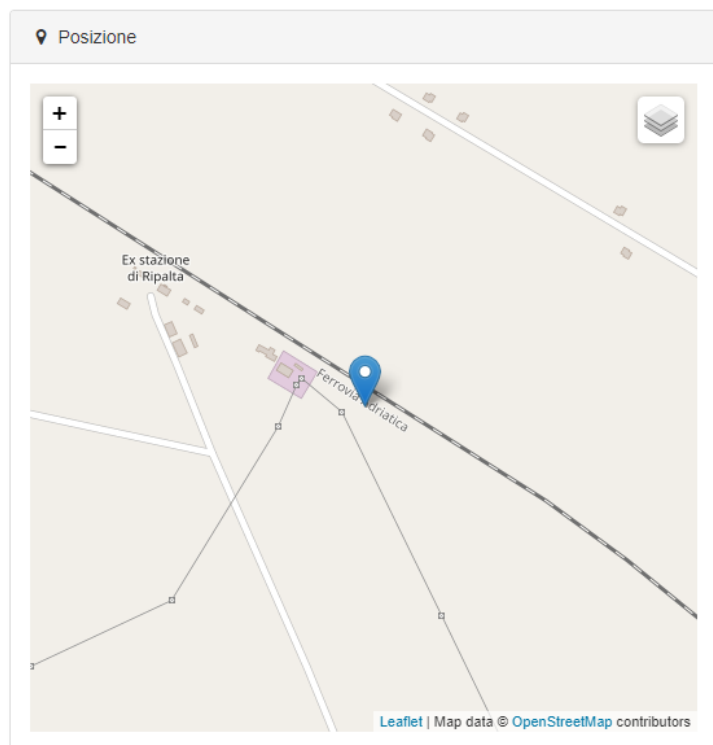 Posizione
+
−
Ex stazione
di Ripalta
Ferrovia Adriatica
Leaflet | Map data © OpenStreetMap contributors